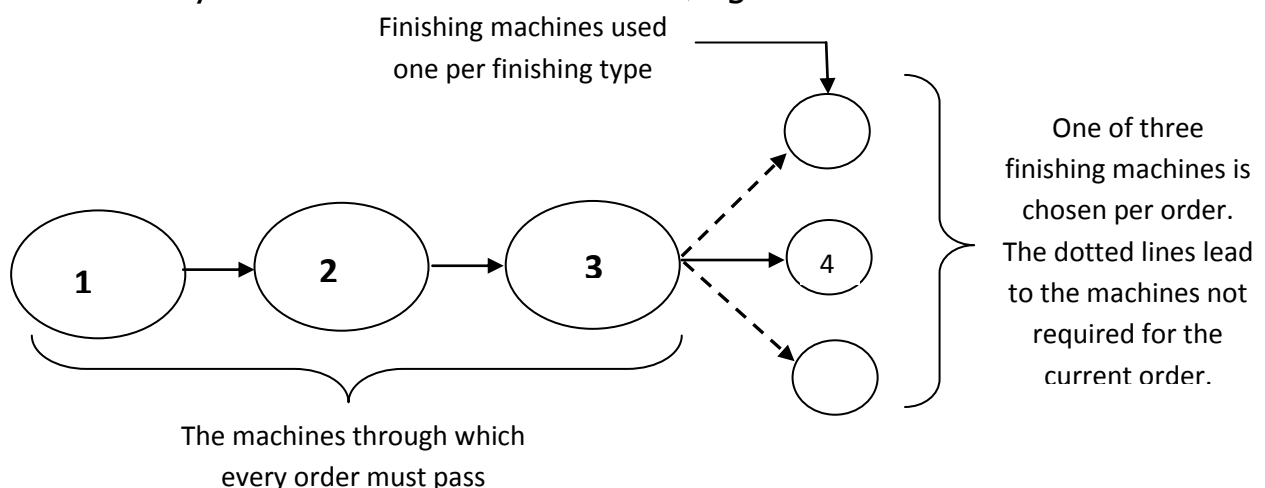 Finishing machines used
one per finishing type
One of three
finishing machines is
chosen per order.
The dotted lines lead
to the machines not
required for the
current order.
1
2
3
4
The machines through which
every order must pass